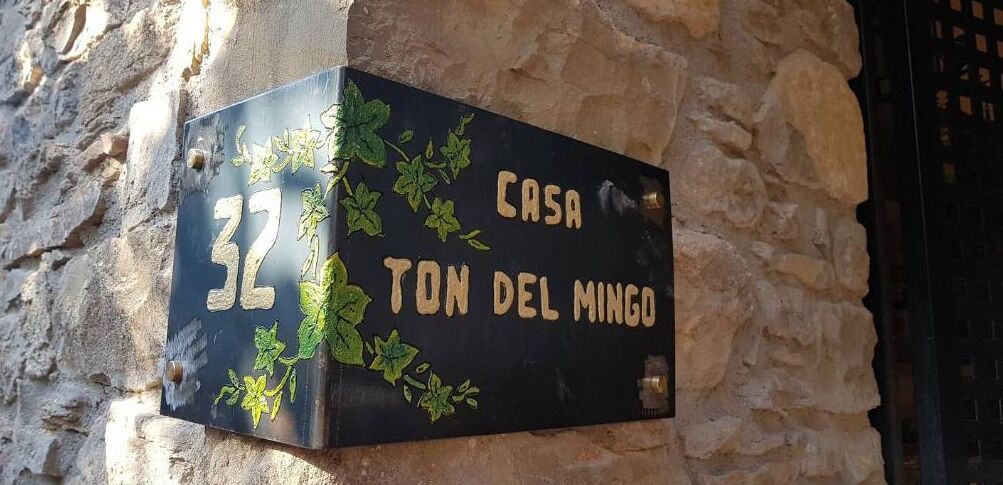 32
CASA
TON DEL MINGO